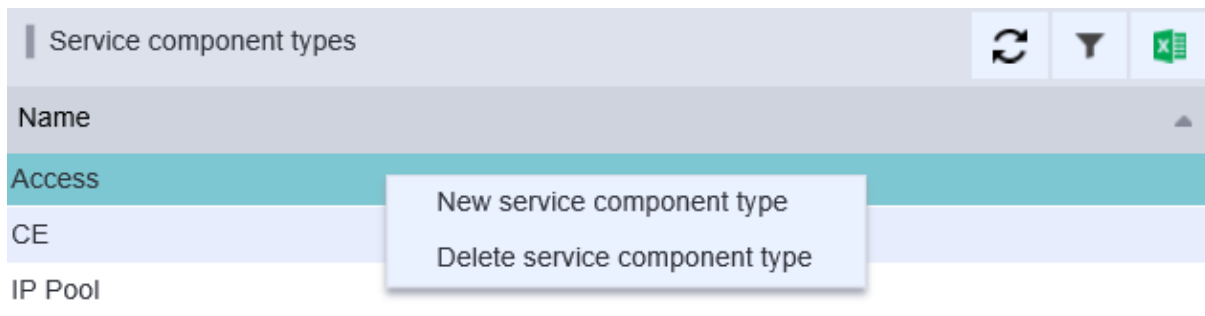 Service component types
Name
Access
New service component type
CE
Delete service component type
IP Pool